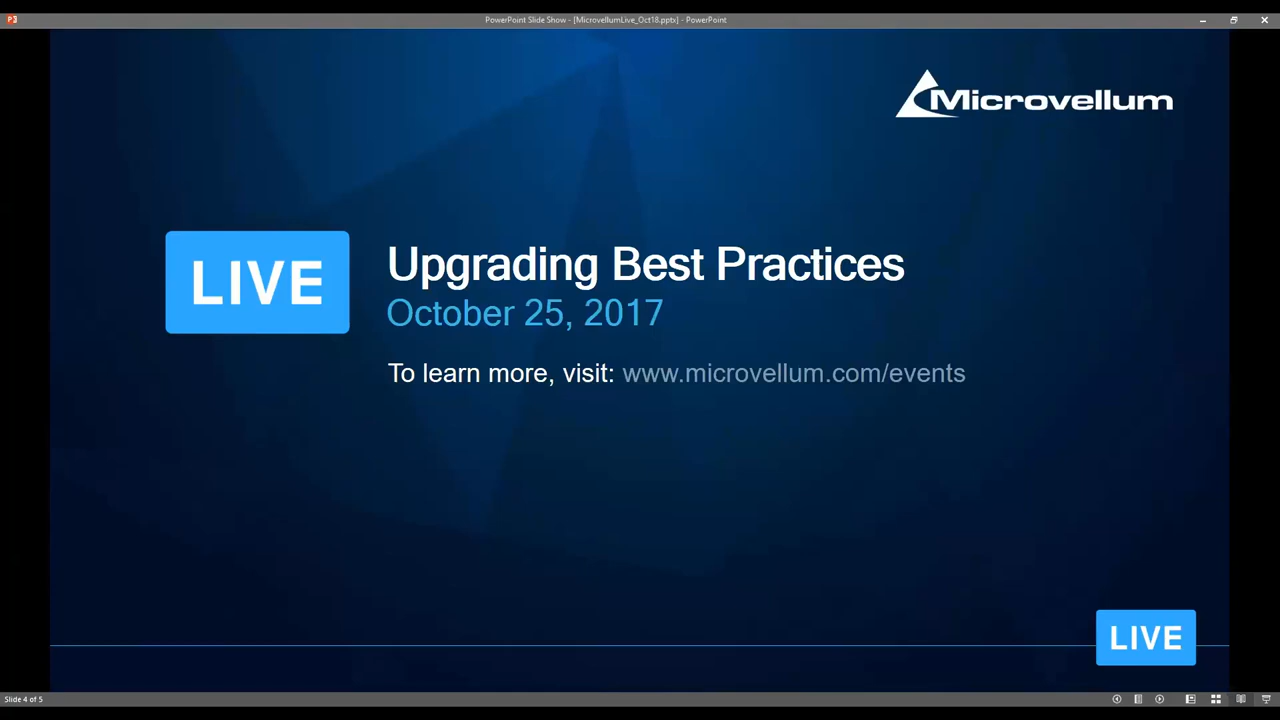 PowerPoint Slide Show - [MicrovellumLive_Oct18.pptx] - PowerPoint
Microvellum
LIVE
Upgrading Best Practices
October 25, 2017
To learn more, visit: www.microvellum.com/events
LIVE
Slide 4 of 5